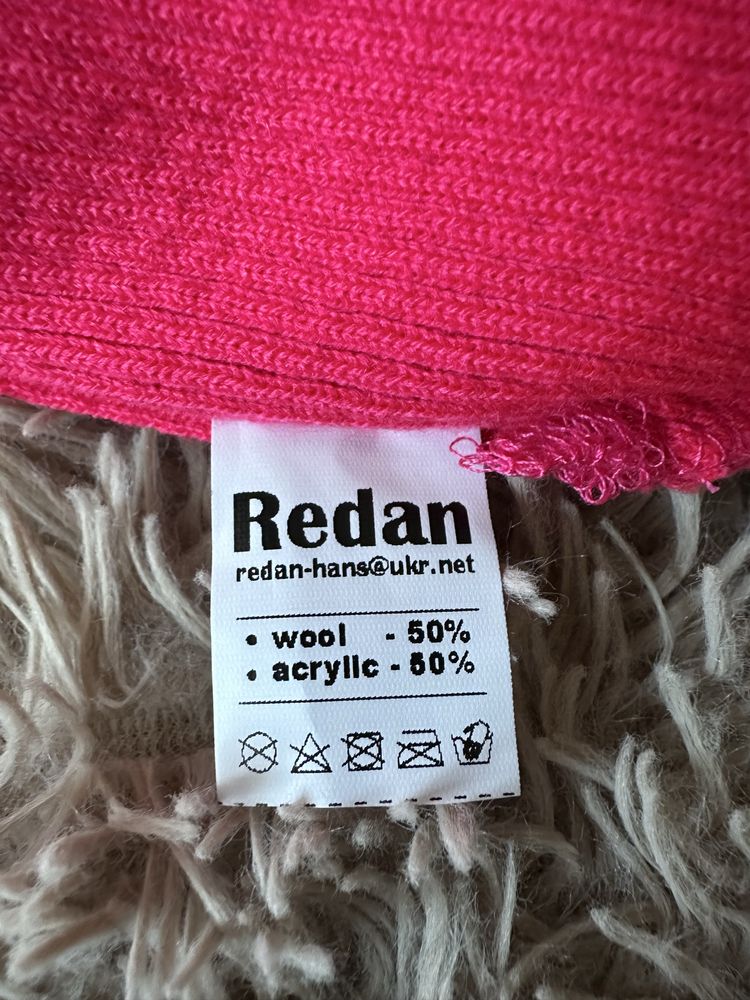 Redan
redan-hans@ukr.net
• wool - 50%
• acrylic - 50%